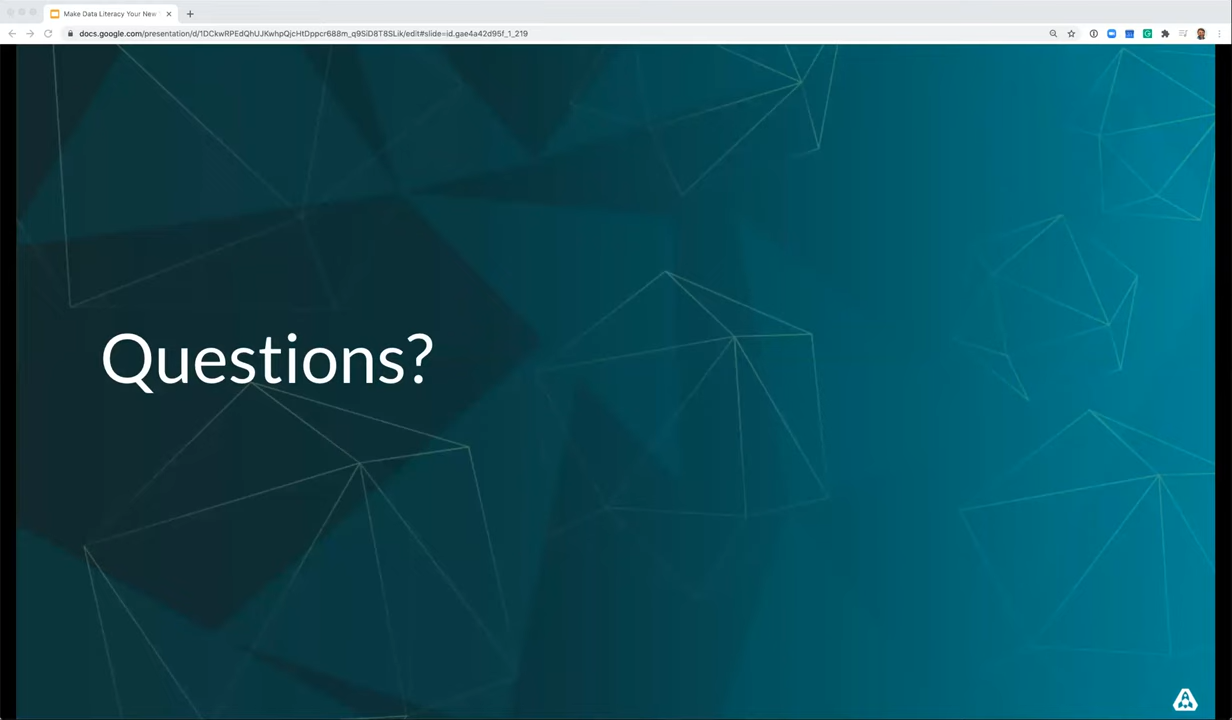 Make Data Literacy Your New
docs.google.com/presentation/d/1DCkwRPEdQhUJKwhpQjcHtDppcr688m_q9SiD8T8SLik/edit#slide=id.gae4a42d95f_1_219
Questions?